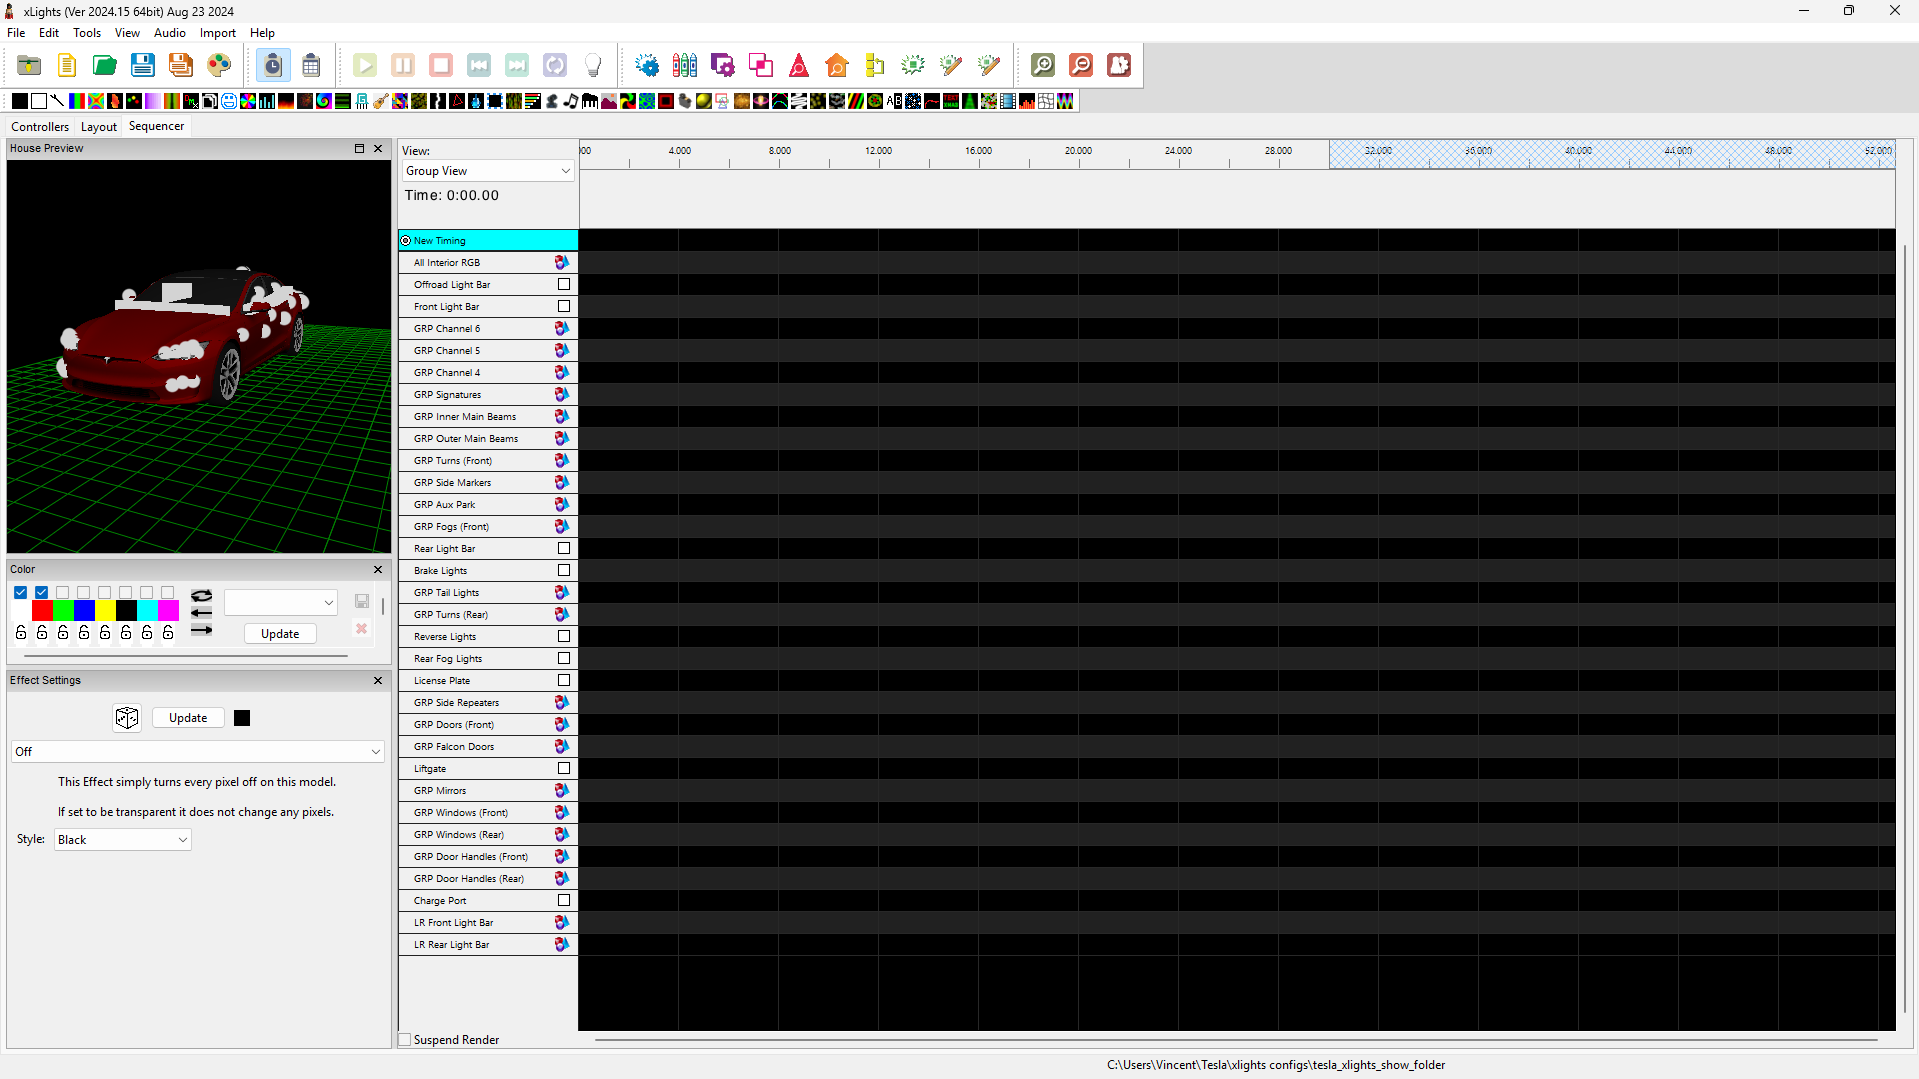 xLights (Ver 2024.15 64bit) Aug 23 2024
File Edit Tools View Audio Import Help
Controllers Layout Sequencer
House Preview
View:
Group View
Time: 0:00.00
4.000 8.000 12.000 16.000 20.000 24.000 28.000 32.000 36.000 40.000 44.000 48.000 52.000
New Timing
All Interior RGB
Offroad Light Bar
Front Light Bar
GRP Channel 6
GRP Channel 5
GRP Channel 4
GRP Signatures
GRP Inner Main Beams
GRP Outer Main Beams
GRP Turns (Front)
GRP Side Markers
GRP Aux Park
GRP Fogs (Front)
Rear Light Bar
Brake Lights
GRP Tail Lights
GRP Turns (Rear)
Reverse Lights
Rear Fog Lights
License Plate
GRP Side Repeaters
GRP Doors (Front)
GRP Falcon Doors
Liftgate
GRP Mirrors
GRP Windows (Front)
GRP Windows (Rear)
GRP Door Handles (Front)
GRP Door Handles (Rear)
Charge Port
LR Front Light Bar
LR Rear Light Bar
Suspend Render
Color
Update
Effect Settings
Update
Off
This Effect simply turns every pixel off on this model.
If set to be transparent it does not change any pixels.
Style: Black
C:\Users\Vincent\Tesla\xlights configs\tesla_xlights_show_folder